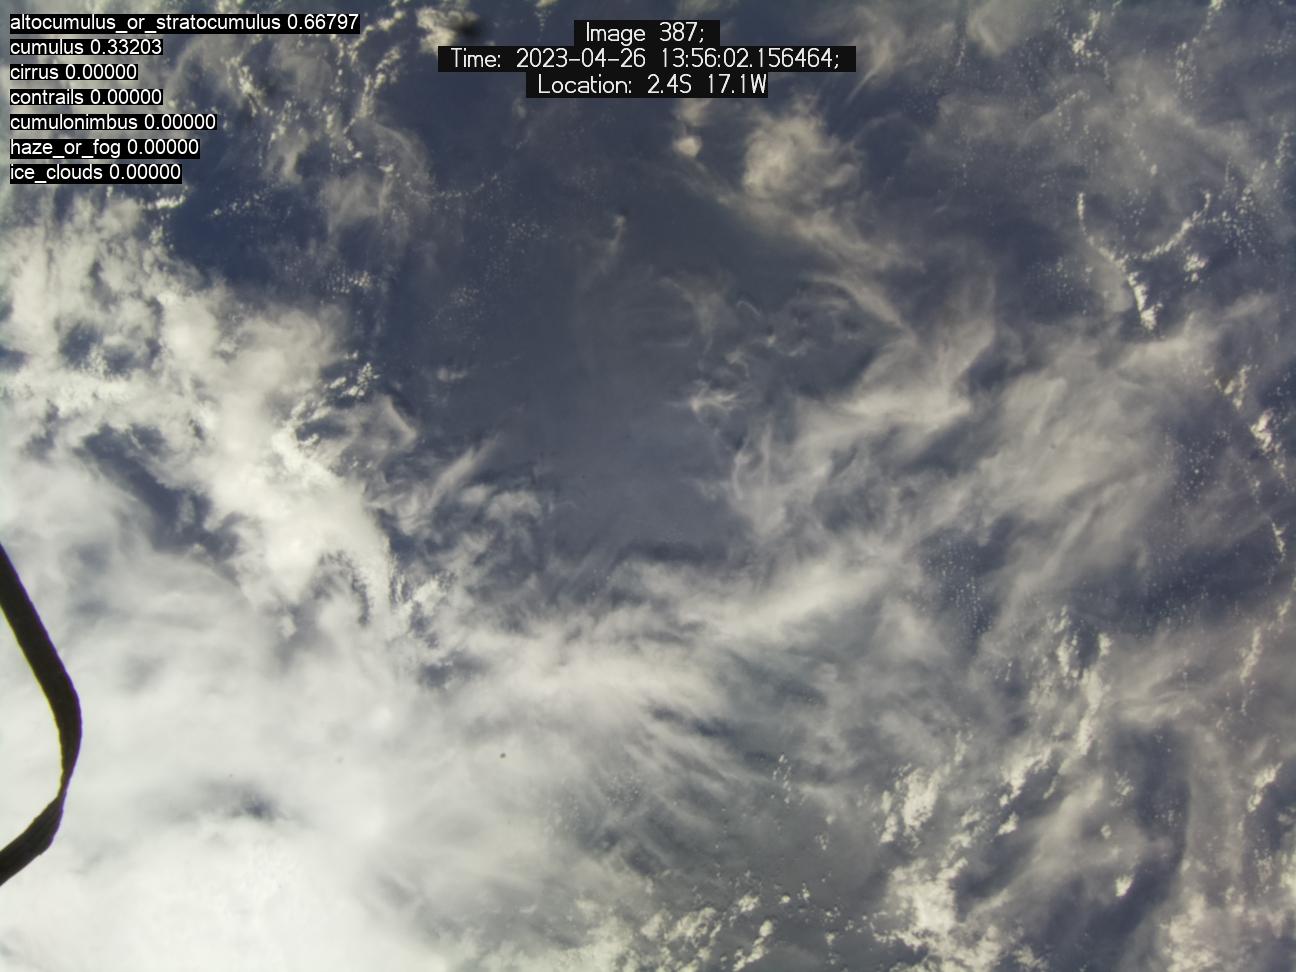 altocumulus_or_stratocumulus 0.66797
cumulus 0.33203
cirrus 0.00000
contrails 0.00000
cumulonimbus 0.00000
haze_or_fog 0.00000
ice_clouds 0.00000
Image 387;
Time: 2023-04-26 13:56:02.156464;
Location: 2.4S 17.1W